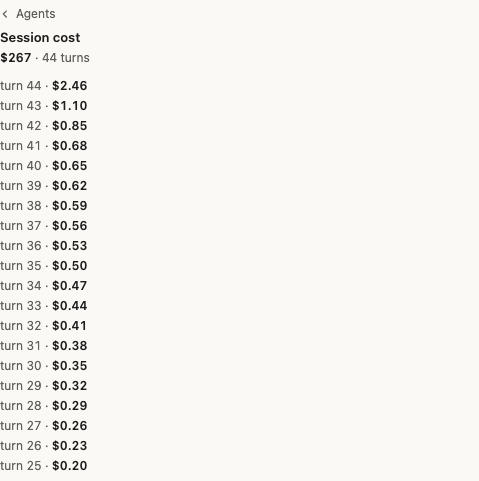 Agents
Session cost
$267 · 44 turns
turn 44 · $2.46
turn 43 · $1.10
turn 42 · $0.85
turn 41 · $0.68
turn 40 · $0.65
turn 39 · $0.62
turn 38 · $0.59
turn 37 · $0.56
turn 36 · $0.53
turn 35 · $0.50
turn 34 · $0.47
turn 33 · $0.44
turn 32 · $0.41
turn 31 · $0.38
turn 30 · $0.35
turn 29 · $0.32
turn 28 · $0.29
turn 27 · $0.26
turn 26 · $0.23
turn 25 · $0.20